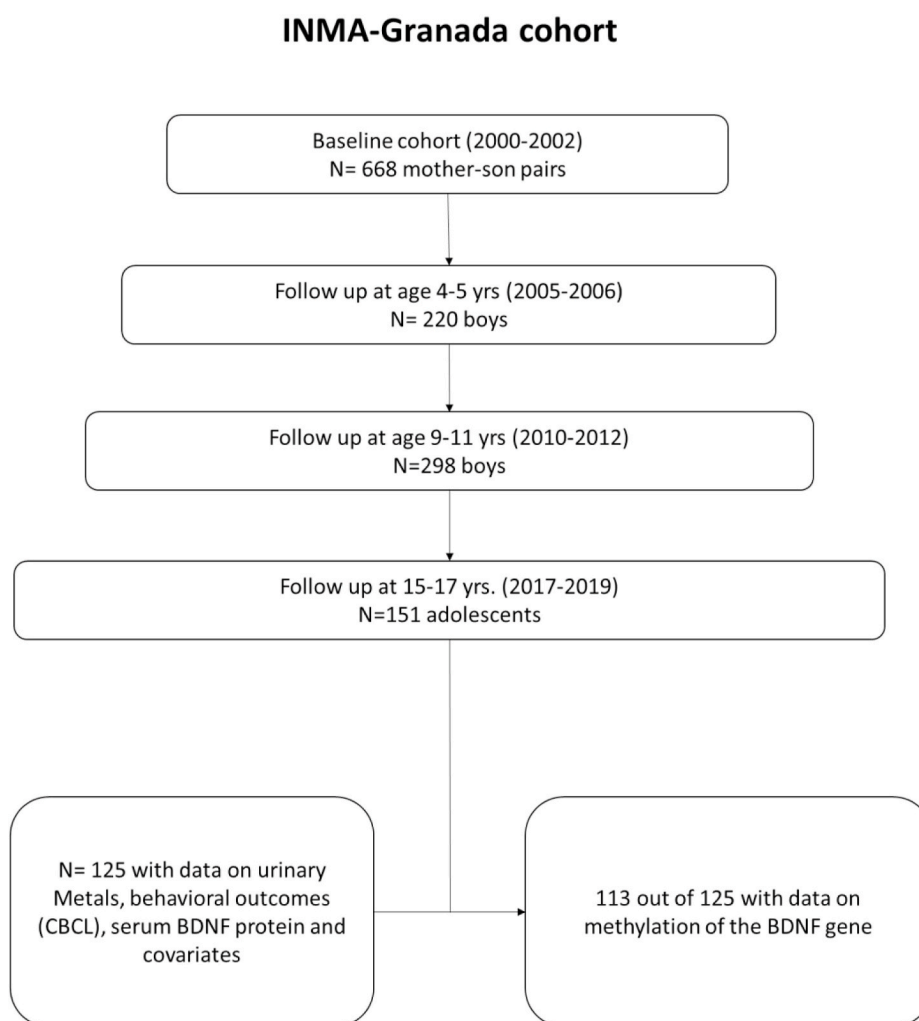 INMA-Granada cohort
Baseline cohort (2000-2002)
N= 668 mother-son pairs
Follow up at age 4-5 yrs (2005-2006)
N= 220 boys
Follow up at age 9-11 yrs (2010-2012)
N=298 boys
Follow up at 15-17 yrs. (2017-2019)
N=151 adolescents
N= 125 with data on urinary
Metals, behavioral outcomes
(CBCL), serum BDNF protein and
covariates
113 out of 125 with data on
methylation of the BDNF gene